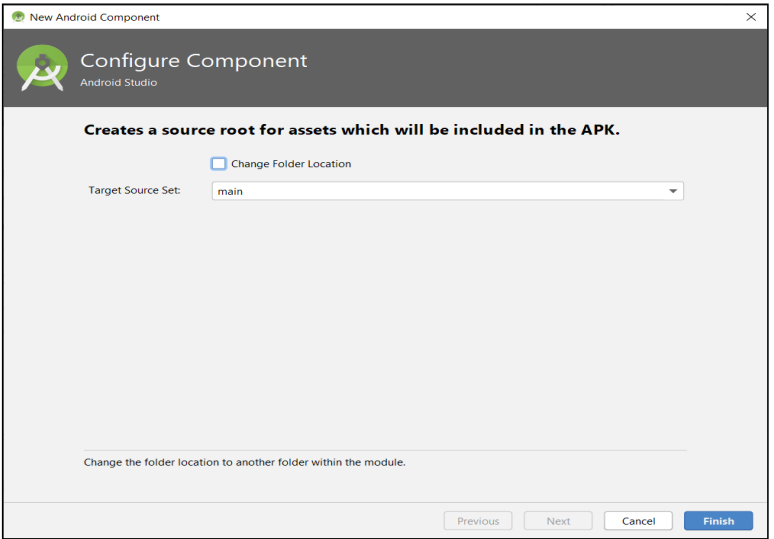 New Android Component
Configure Component
Android Studio
Creates a source root for assets which will be included in the APK.
Change Folder Location
Target Source Set: main
Change the folder location to another folder within the module.
Previous Next Cancel Finish